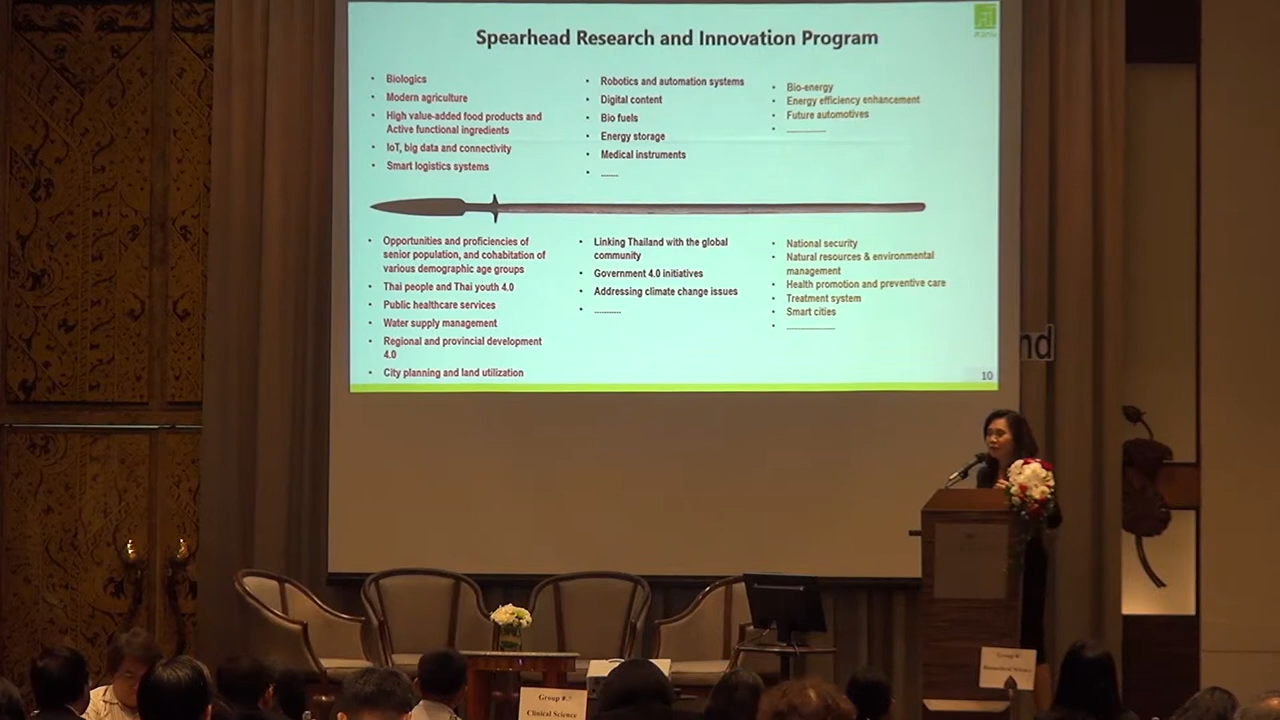 Spearhead Research and Innovation Program
• Biologics
• Modern agriculture
• High value-added food products and
Active functional ingredients
• IoT, big data and connectivity
• Smart logistics systems
• Robotics and automation systems
• Digital content
• Bio fuels
• Energy storage
• Medical instruments
• .......
• Bio-energy
• Energy efficiency enhancement
• Future automotives
• ................
• Opportunities and proficiencies of
senior population, and cohabitation of
various demographic age groups
• Thai people and Thai youth 4.0
• Public healthcare services
• Water supply management
• Regional and provincial development
4.0
• City planning and land utilization
• Linking Thailand with the global
community
• Government 4.0 initiatives
• Addressing climate change issues
• ...........
• National security
• Natural resources & environmental
management
• Health promotion and preventive care
• Treatment system
• Smart cities
• ....................
10
nd
Clinical Science